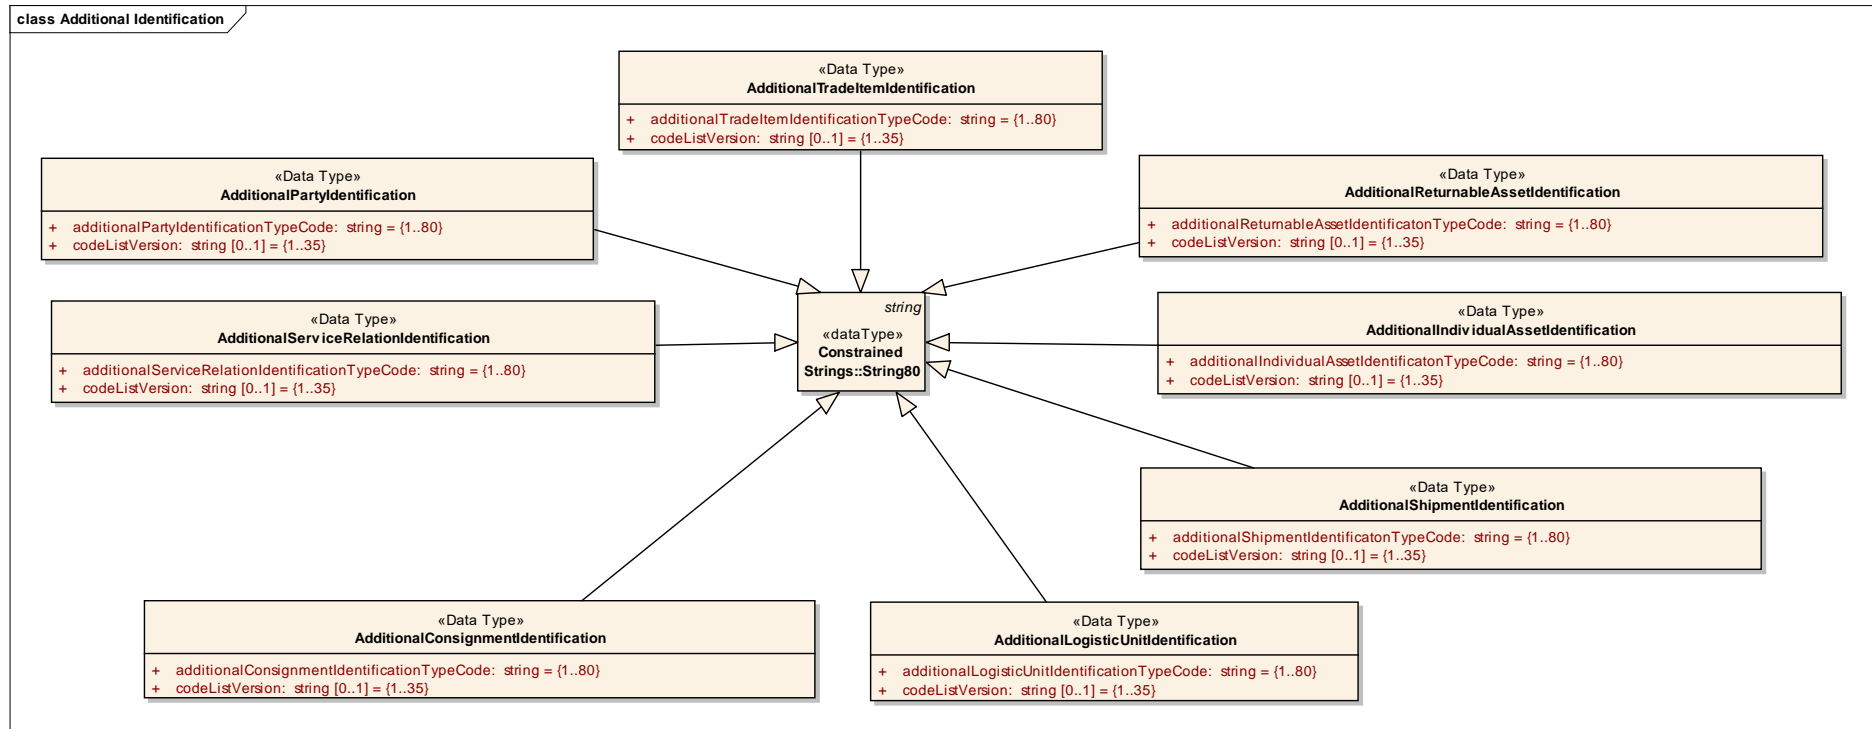 class Additional Identification
«Data Type»
AdditionalTradeItemIdentification
+ additionalTradeItemIdentificationTypeCode: string = {1..80}
+ codeListVersion: string [0..1] = {1..35}
«Data Type»
AdditionalPartyIdentification
+ additionalPartyIdentificationTypeCode: string = {1..80}
+ codeListVersion: string [0..1] = {1..35}
«Data Type»
AdditionalReturnableAssetIdentification
+ additionalReturnableAssetIdentificatonTypeCode: string = {1..80}
+ codeListVersion: string [0..1] = {1..35}
«Data Type»
AdditionalServiceRelationIdentification
+ additionalServiceRelationIdentificationTypeCode: string = {1..80}
+ codeListVersion: string [0..1] = {1..35}
string
«dataType»
Constrained
Strings::String80
«Data Type»
AdditionalIndividualAssetIdentification
+ additionalIndividualAssetIdentificatonTypeCode: string = {1..80}
+ codeListVersion: string [0..1] = {1..35}
«Data Type»
AdditionalShipmentIdentification
+ additionalShipmentIdentificatonTypeCode: string = {1..80}
+ codeListVersion: string [0..1] = {1..35}
«Data Type»
AdditionalConsignmentIdentification
+ additionalConsignmentIdentificationTypeCode: string = {1..80}
+ codeListVersion: string [0..1] = {1..35}
«Data Type»
AdditionalLogisticUnitIdentification
+ additionalLogisticUnitIdentificationTypeCode: string = {1..80}
+ codeListVersion: string [0..1] = {1..35}